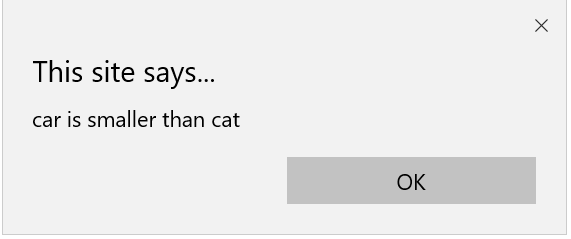 This site says...
car is smaller than cat
OK